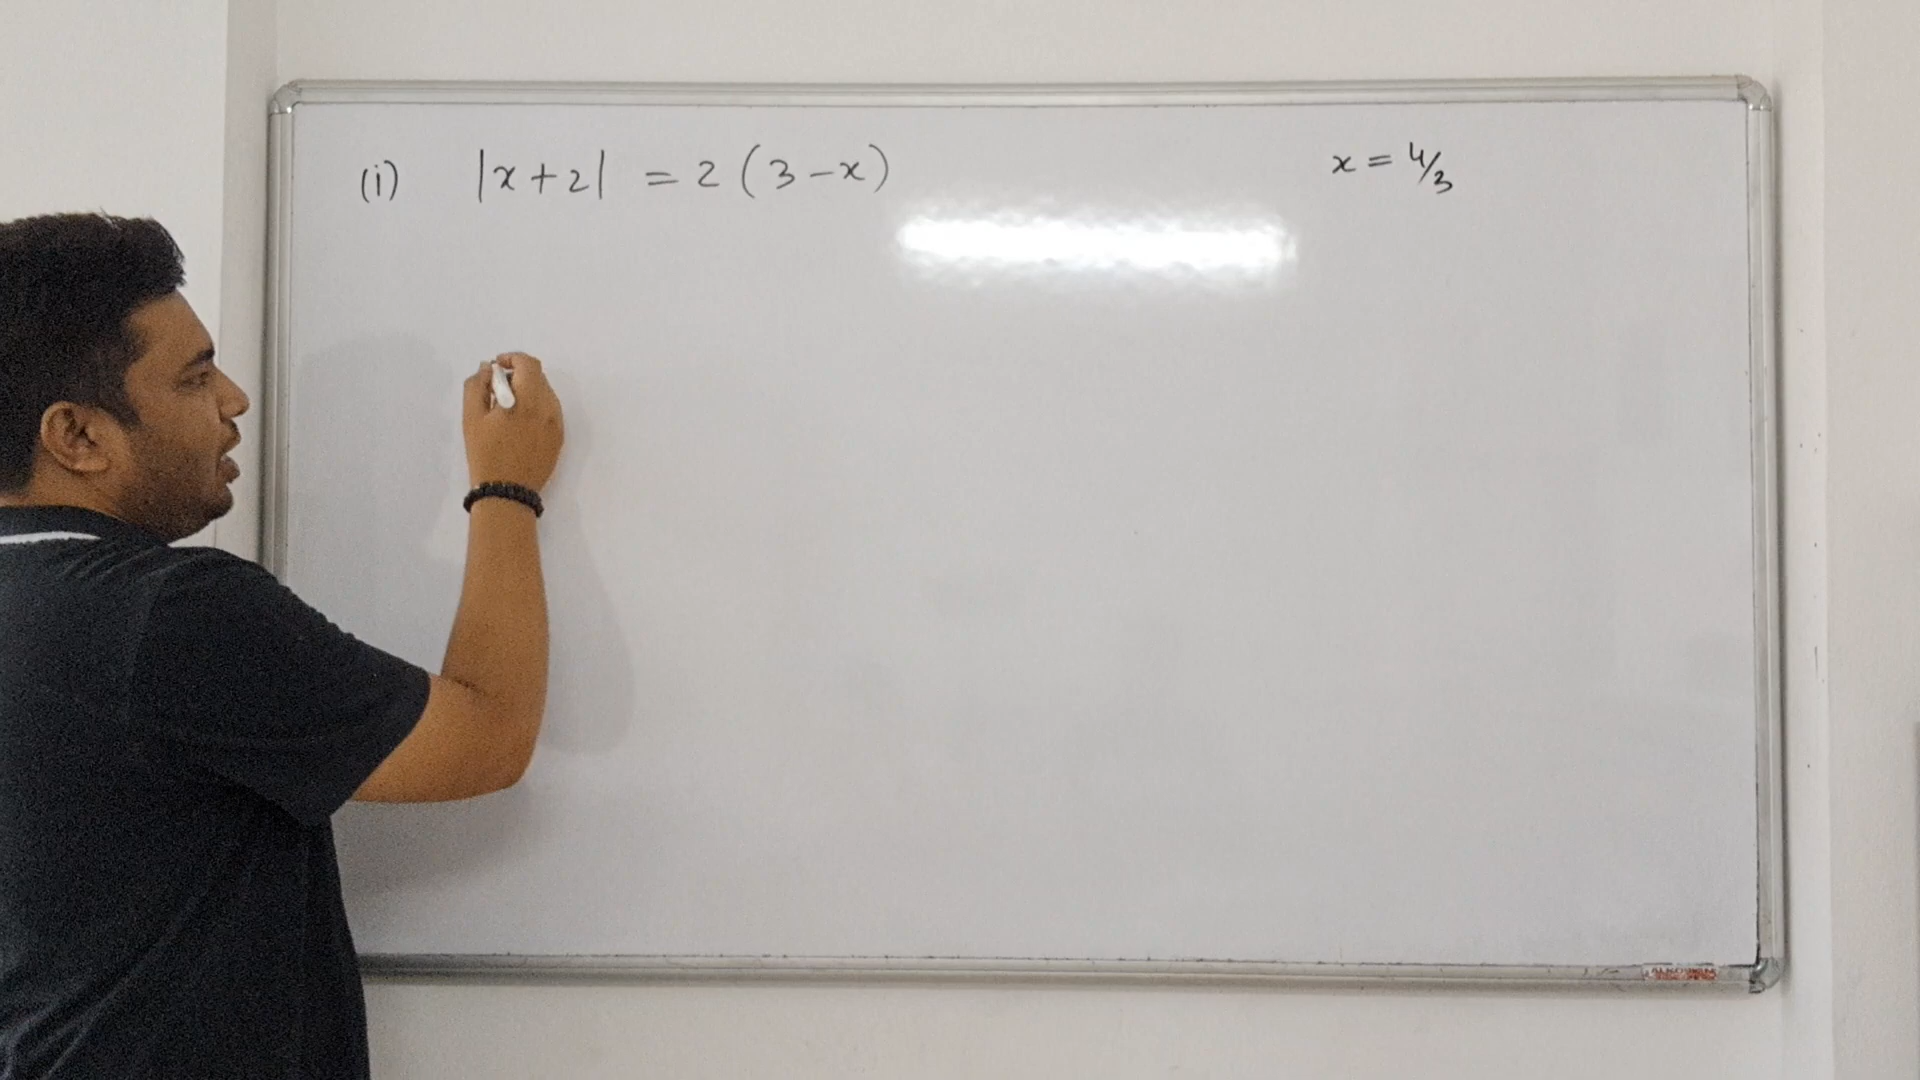 (i) |x+2| = 2(3-x)
x = 4/3